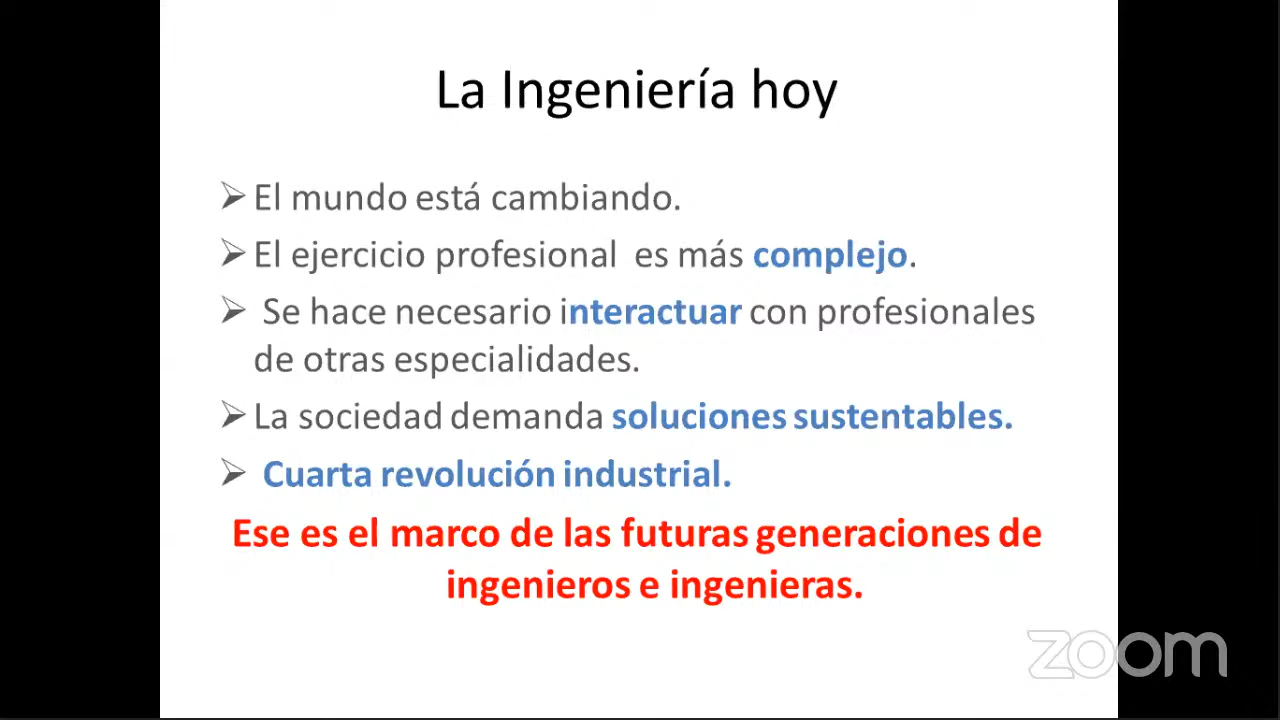 La Ingeniería hoy
El mundo está cambiando.
El ejercicio profesional es más complejo.
Se hace necesario interactuar con profesionales
de otras especialidades.
La sociedad demanda soluciones sustentables.
Cuarta revolución industrial.
Ese es el marco de las futuras generaciones de
ingenieros e ingenieras.
zoom